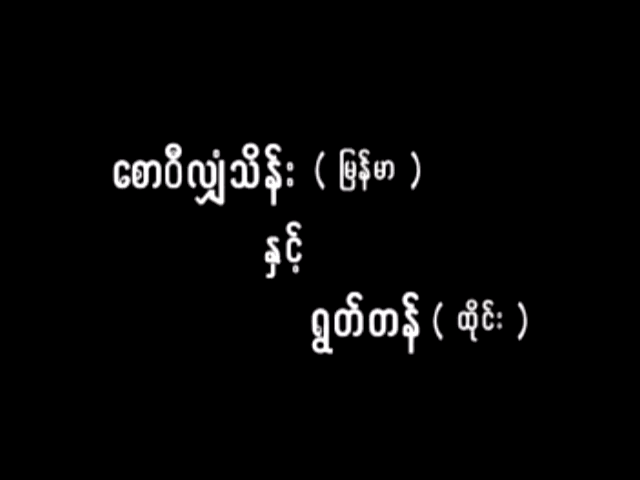 စောဝီလျှံသိန်း ( မြန်မာ )
နှင့်
ရွှတ်တန် ( ထိုင်း )